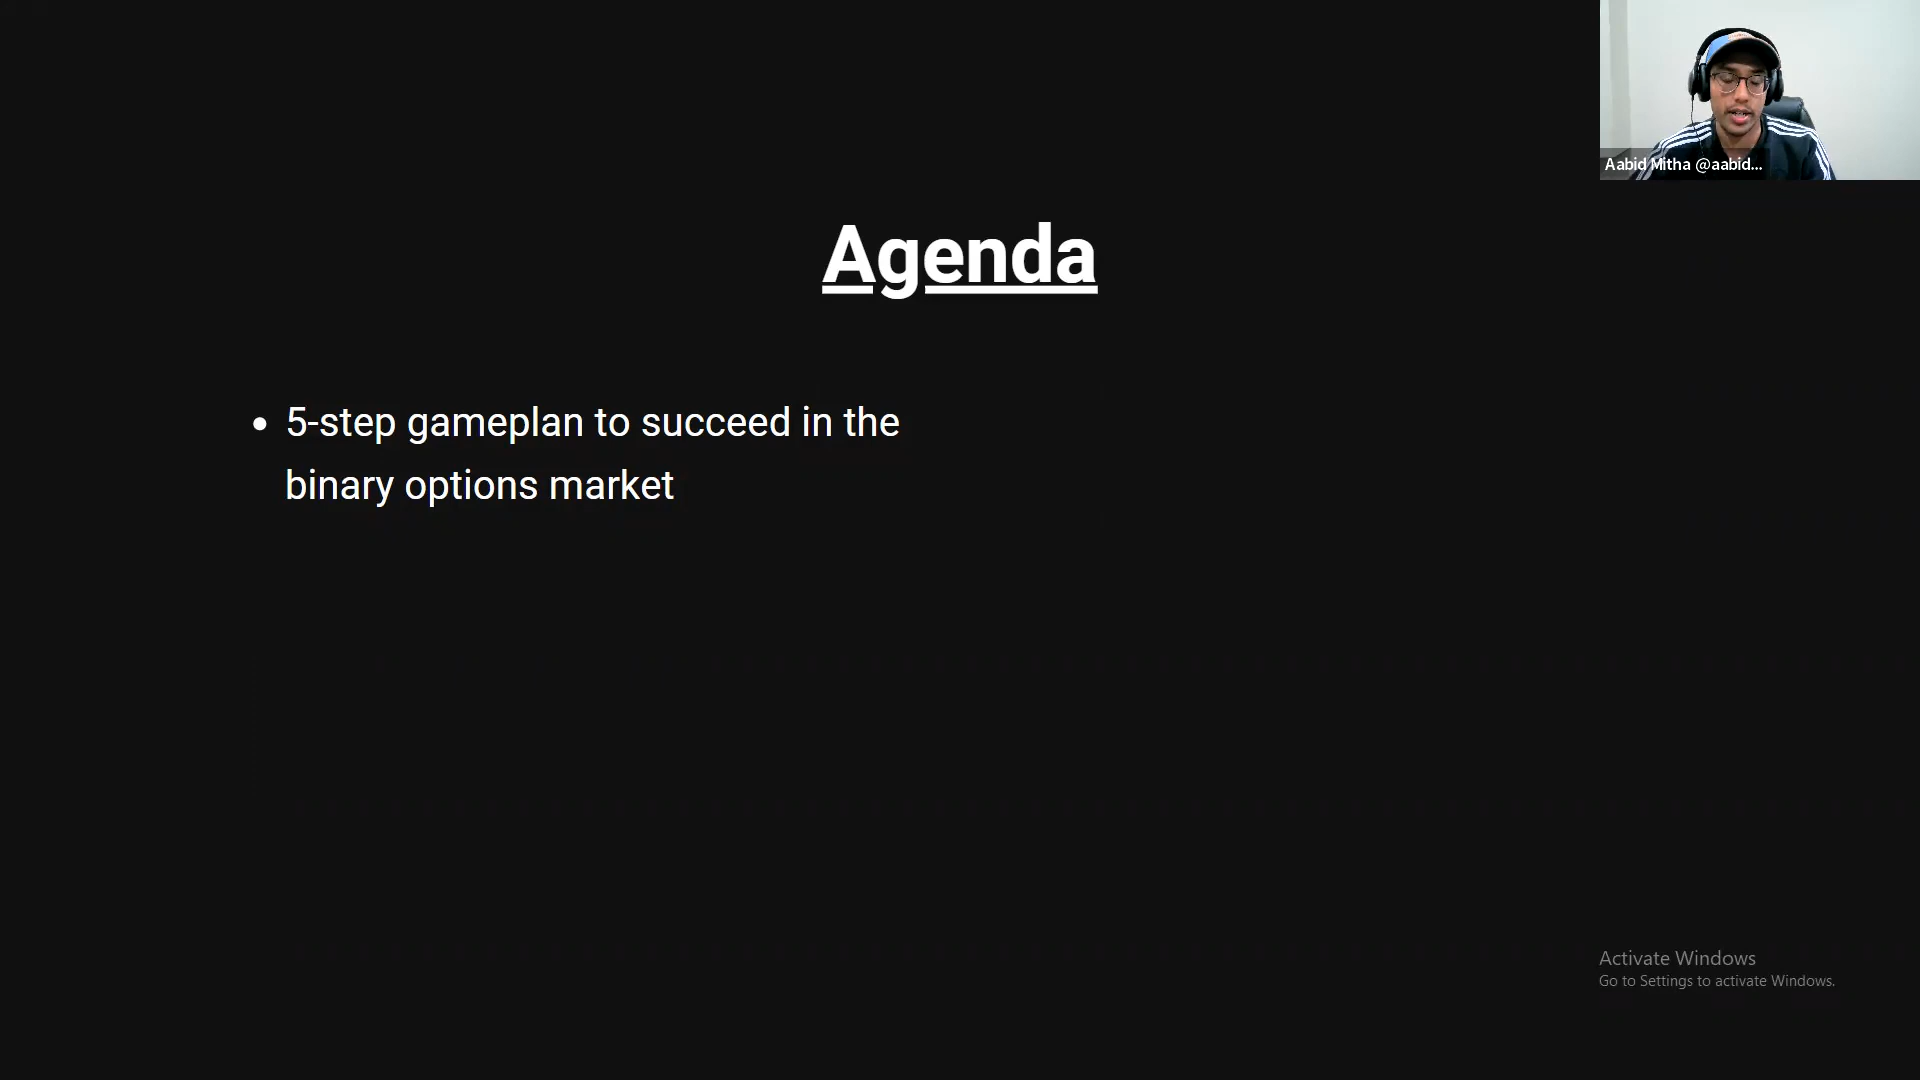 Aabid Mitha @aabid...
Agenda
• 5-step gameplan to succeed in the
binary options market
Activate Windows
Go to Settings to activate Windows.